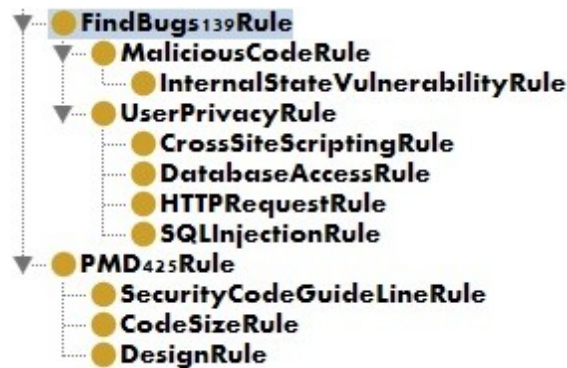 FindBugs139Rule
MaliciousCodeRule
InternalStateVulnerabilityRule
UserPrivacyRule
CrossSiteScriptingRule
DatabaseAccessRule
HTTPRequestRule
SQLInjectionRule
PMD425Rule
SecurityCodeGuideLineRule
CodeSizeRule
DesignRule